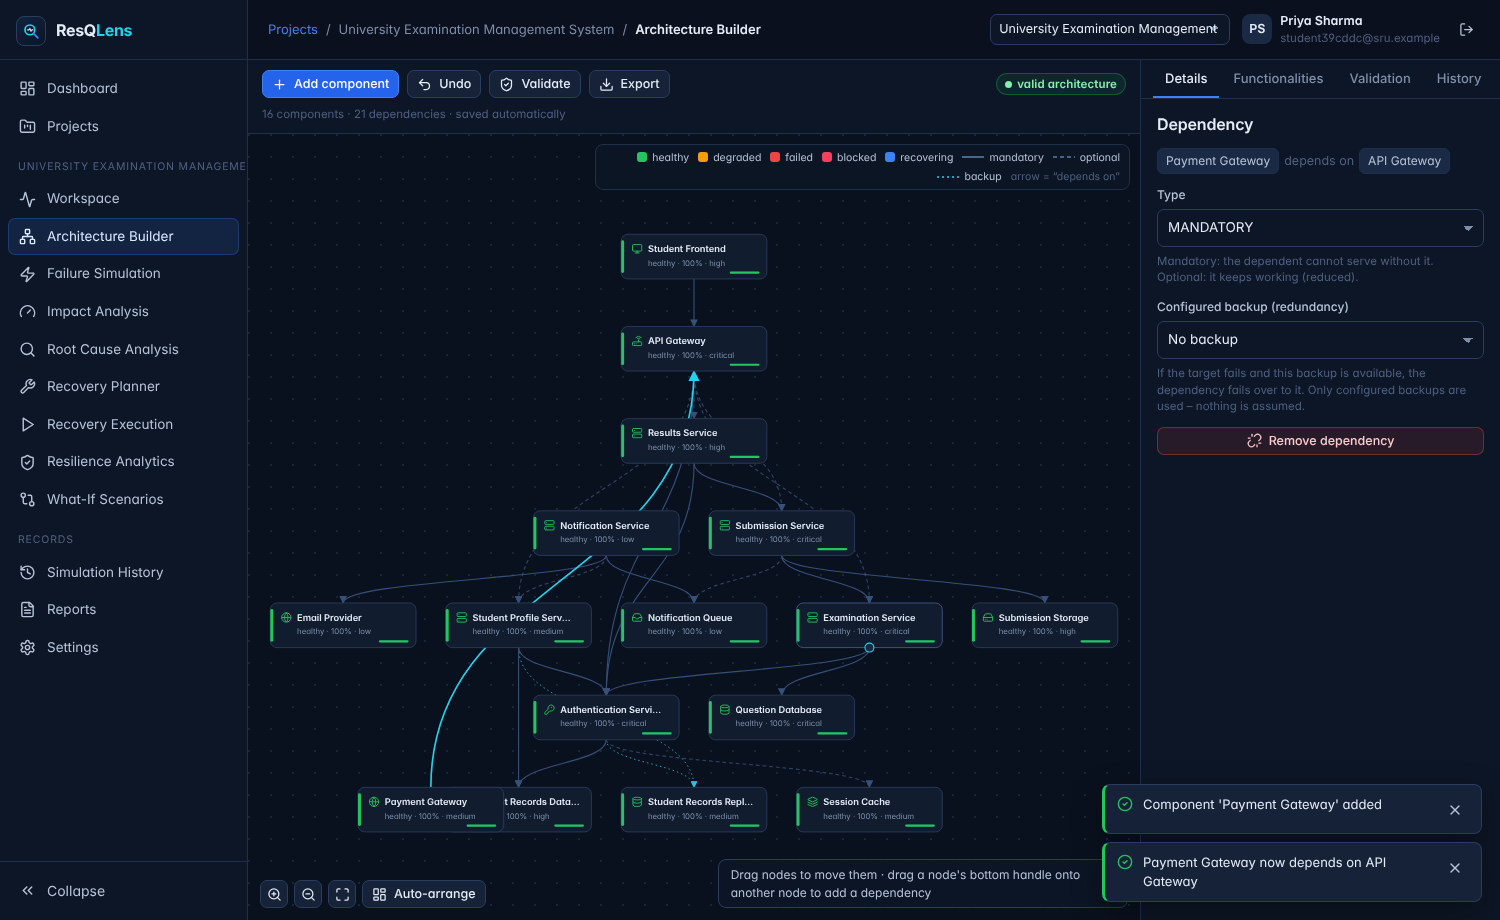 ResQLens
Dashboard
Projects
UNIVERSITY EXAMINATION MANAGEME
Workspace
Architecture Builder
Failure Simulation
Impact Analysis
Root Cause Analysis
Recovery Planner
Recovery Execution
Resilience Analytics
What-If Scenarios
RECORDS
Simulation History
Reports
Settings
Collapse
Projects / University Examination Management System / Architecture Builder
University Examination Management
PS
Priya Sharma
student39cddc@sru.example
Add component
Undo
Validate
Export
valid architecture
16 components · 21 dependencies · saved automatically
healthy degraded failed blocked recovering mandatory optional
backup arrow = "depends on"
Student Frontend
healthy · 100% · high
API Gateway
healthy · 100% · critical
Results Service
healthy · 100% · high
Notification Service
healthy · 100% · low
Submission Service
healthy · 100% · critical
Email Provider
healthy · 100% · low
Student Profile Serv...
healthy · 100% · medium
Notification Queue
healthy · 100% · low
Examination Service
healthy · 100% · critical
Submission Storage
healthy · 100% · high
Authentication Servi...
healthy · 100% · critical
Question Database
healthy · 100% · critical
Payment Gateway
healthy · 100% · medium
t Records Data...
100% · high
Student Records Repl...
healthy · 100% · medium
Session Cache
healthy · 100% · medium
Auto-arrange
Drag nodes to move them · drag a node's bottom handle onto
another node to add a dependency
Details
Functionalities
Validation
History
Dependency
Payment Gateway depends on API Gateway
Type
MANDATORY
Mandatory: the dependent cannot serve without it.
Optional: it keeps working (reduced).
Configured backup (redundancy)
No backup
If the target fails and this backup is available, the
dependency fails over to it. Only configured backups are
used – nothing is assumed.
Remove dependency
Component 'Payment Gateway' added
Payment Gateway now depends on API
Gateway